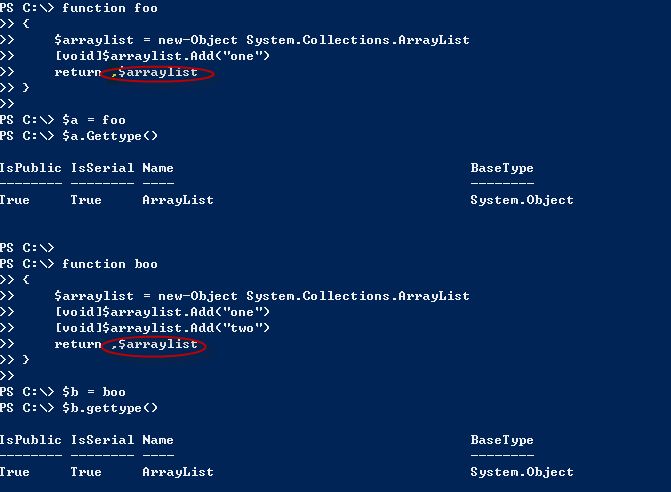 PS C:\> function foo
>> {
>>     $arraylist = new-Object System.Collections.ArrayList
>>     [void]$arraylist.Add("one")
>>     return ,$arraylist
>> }
>>
PS C:\> $a = foo
PS C:\> $a.Gettype()
IsPublic IsSerial Name                                     BaseType
-------- -------- ----                                     --------
True     True     ArrayList                                System.Object
PS C:\>
PS C:\> function boo
>> {
>>     $arraylist = new-Object System.Collections.ArrayList
>>     [void]$arraylist.Add("one")
>>     [void]$arraylist.Add("two")
>>     return ,$arraylist
>> }
>>
PS C:\> $b = boo
PS C:\> $b.gettype()
IsPublic IsSerial Name                                     BaseType
-------- -------- ----                                     --------
True     True     ArrayList                                System.Object